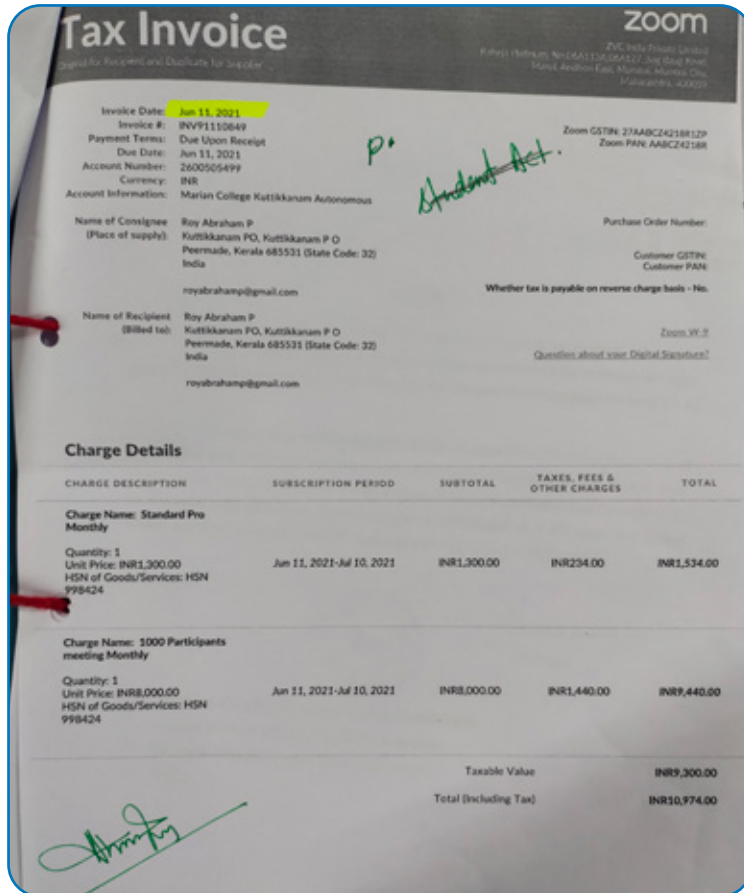 Tax Invoice
zoom
Original for Recipient and Duplicate for Supplier
ZVC India Private Limited
Maharashtra, 400059
Invoice Date: Jun 11, 2021
Invoice #: INV91110849
Payment Terms: Due Upon Receipt
Due Date: Jun 11, 2021
Account Number: 2600505499
Currency: INR
Account Information: Marian College Kuttikkanam Autonomous
Zoom GSTIN: 27AABCZ4218R1ZP
Zoom PAN: AABCZ4218R
Student Act.
Name of Consignee
(Place of supply):
Roy Abraham P
Kuttikkanam PO, Kuttikkanam P O
Peermade, Kerala 685531 (State Code: 32)
India
royabrahamp@gmail.com
Purchase Order Number:
Customer GSTIN:
Customer PAN:
Whether tax is payable on reverse charge basis - No.
Name of Recipient
(Billed to):
Roy Abraham P
Kuttikkanam PO, Kuttikkanam P O
Peermade, Kerala 685531 (State Code: 32)
India
royabrahamp@gmail.com
Zoom W-9
Question about your Digital Signature?
Charge Details
CHARGE DESCRIPTION SUBSCRIPTION PERIOD SUBTOTAL TAXES, FEES & OTHER CHARGES TOTAL
Charge Name: Standard Pro
Monthly
Quantity: 1
Unit Price: INR1,300.00
HSN of Goods/Services: HSN
998424
Jun 11, 2021-Jul 10, 2021 INR1,300.00 INR234.00 INR1,534.00
Charge Name: 1000 Participants
meeting Monthly
Quantity: 1
Unit Price: INR8,000.00
HSN of Goods/Services: HSN
998424
Jun 11, 2021-Jul 10, 2021 INR8,000.00 INR1,440.00 INR9,440.00
Taxable Value INR9,300.00
Total (Including Tax) INR10,974.00